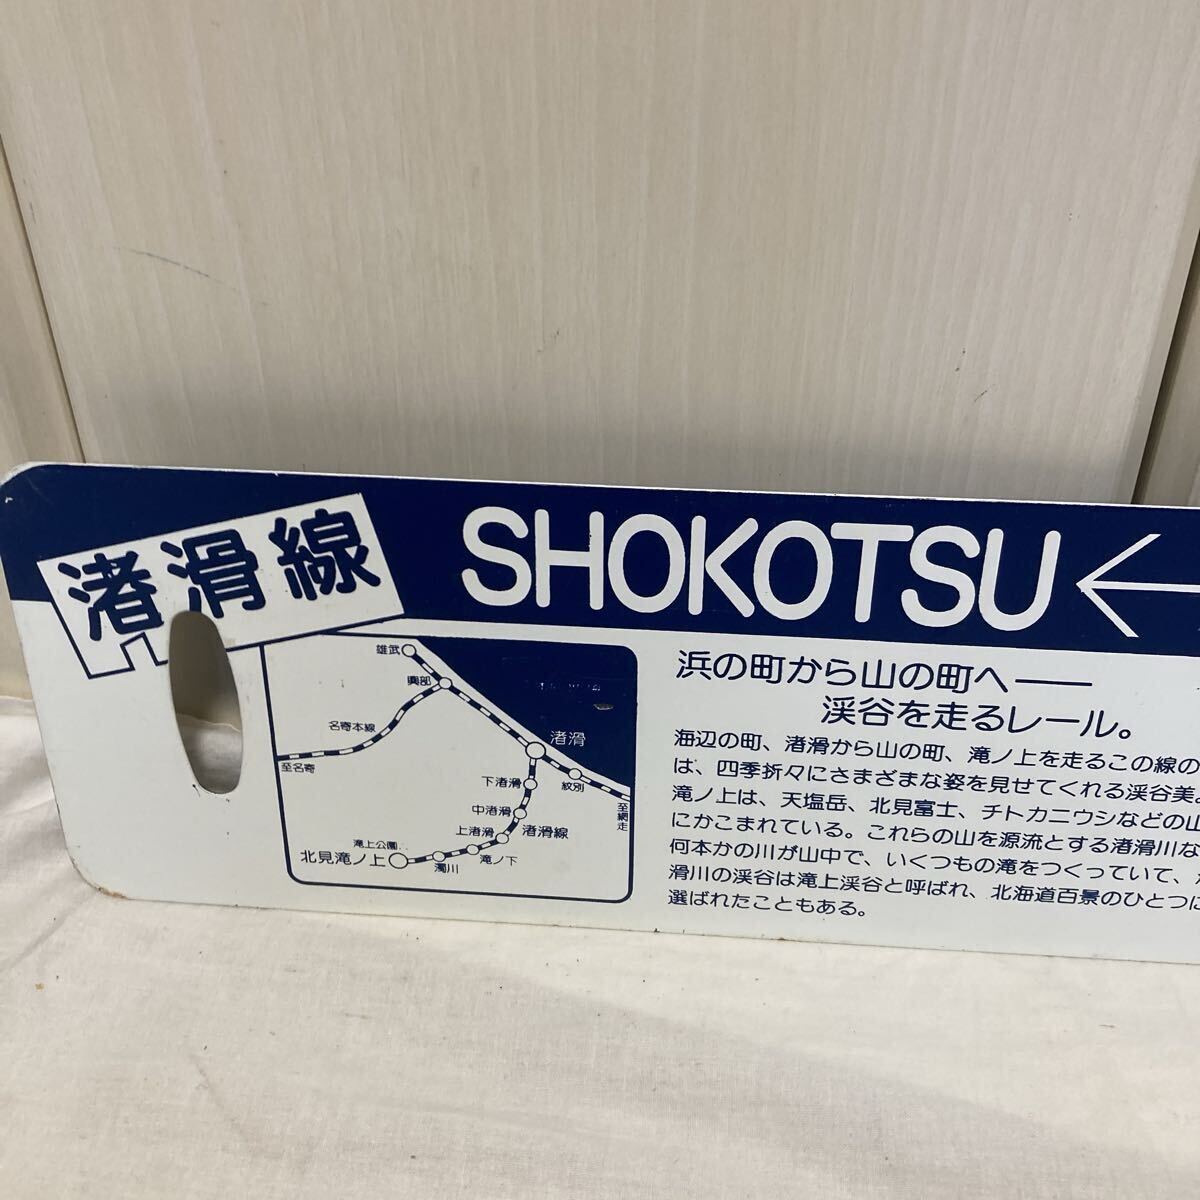 渚滑線
SHOKOTSU ←
雄武
興部
名寄本線
至名寄
渚滑
下渚滑
紋別
至網走
中渚滑
上渚滑
渚滑線
滝上公園
北見滝ノ上
濁川
滝ノ下
浜の町から山の町へ——
渓谷を走るレール。
海辺の町、渚滑から山の町、滝ノ上を走るこの線の
は、四季折々にさまざまな姿を見せてくれる渓谷美。
滝ノ上は、天塩岳、北見富士、チトカニウシなどの山
にかこまれている。これらの山を源流とする渚滑川な
何本かの川が山中で、いくつもの滝をつくっていて、
滑川の渓谷は滝上渓谷と呼ばれ、北海道百景のひとつに
選ばれたこともある。